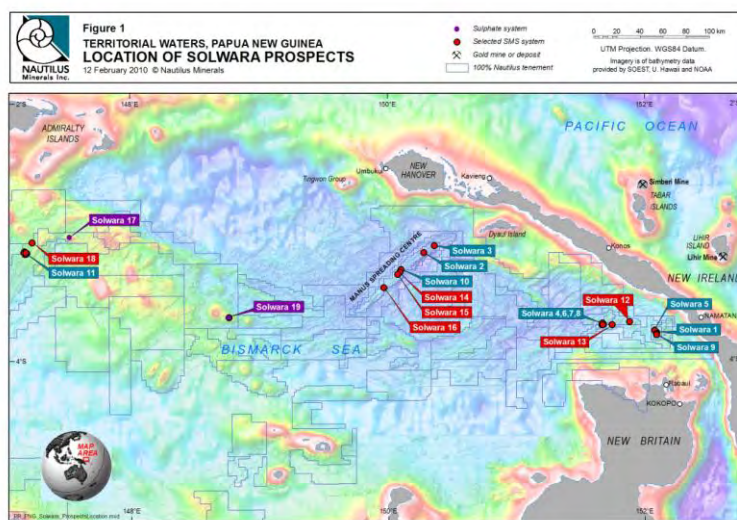 NAUTILUS
Minerals Inc.
Figure 1
TERRITORIAL WATERS, PAPUA NEW GUINEA
LOCATION OF SOLWARA PROSPECTS
12 February 2010 © Nautilus Minerals
Sulphate system
Selected SMS system
Gold mine or deposit
100% Nautilus tenement
0 20 40 60 80 100 km
UTM Projection. WGS84 Datum.
Imagery is of bathymetry data
provided by SOEST, U. Hawaii and NOAA
2°S
148°E
150°E
152°E
2°S
ADMIRALTY
ISLANDS
PACIFIC OCEAN
Tingwon Group
Umbukul
NEW
HANOVER
Kavieng
Simberi Mine
TABAR
ISLANDS
Dyaul Island
LIHIR
ISLAND
Lihir Mine
Konos
NEW IRELAND
NAMATANAI
Solwara 17
Solwara 18
Solwara 11
Solwara 19
MANUS SPREADING CENTRE
Solwara 3
Solwara 2
Solwara 10
Solwara 14
Solwara 15
Solwara 16
Solwara 12
Solwara 5
Solwara 4,6,7,8
Solwara 1
Solwara 13
Solwara 9
BISMARCK SEA
4°S
Rabaul
KOKOPO
NEW BRITAIN
MAP
AREA
148°E
150°E
152°E